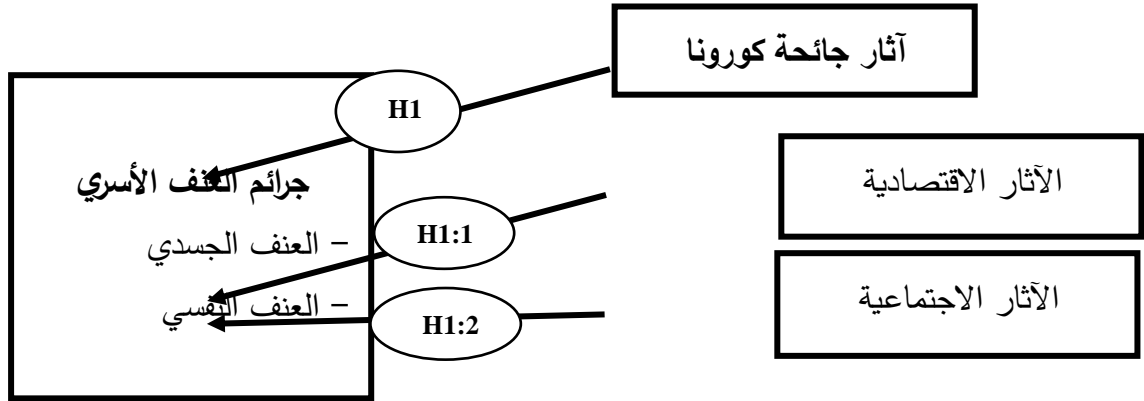 آثار جائحة كورونا
H1
جرائم العنف الأسري
الآثار الاقتصادية
H1:1
– العنف الجسدي
الآثار الاجتماعية
– العنف النفسي
H1:2